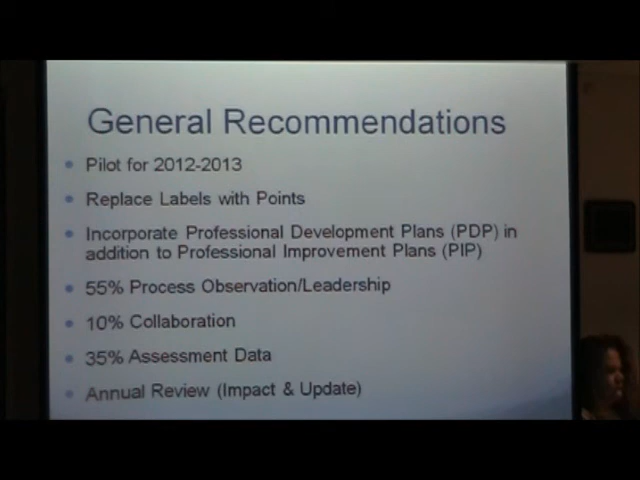 General Recommendations
Pilot for 2012-2013
Replace Labels with Points
Incorporate Professional Development Plans (PDP) in
addition to Professional Improvement Plans (PIP)
55% Process Observation/Leadership
10% Collaboration
35% Assessment Data
Annual Review (Impact & Update)